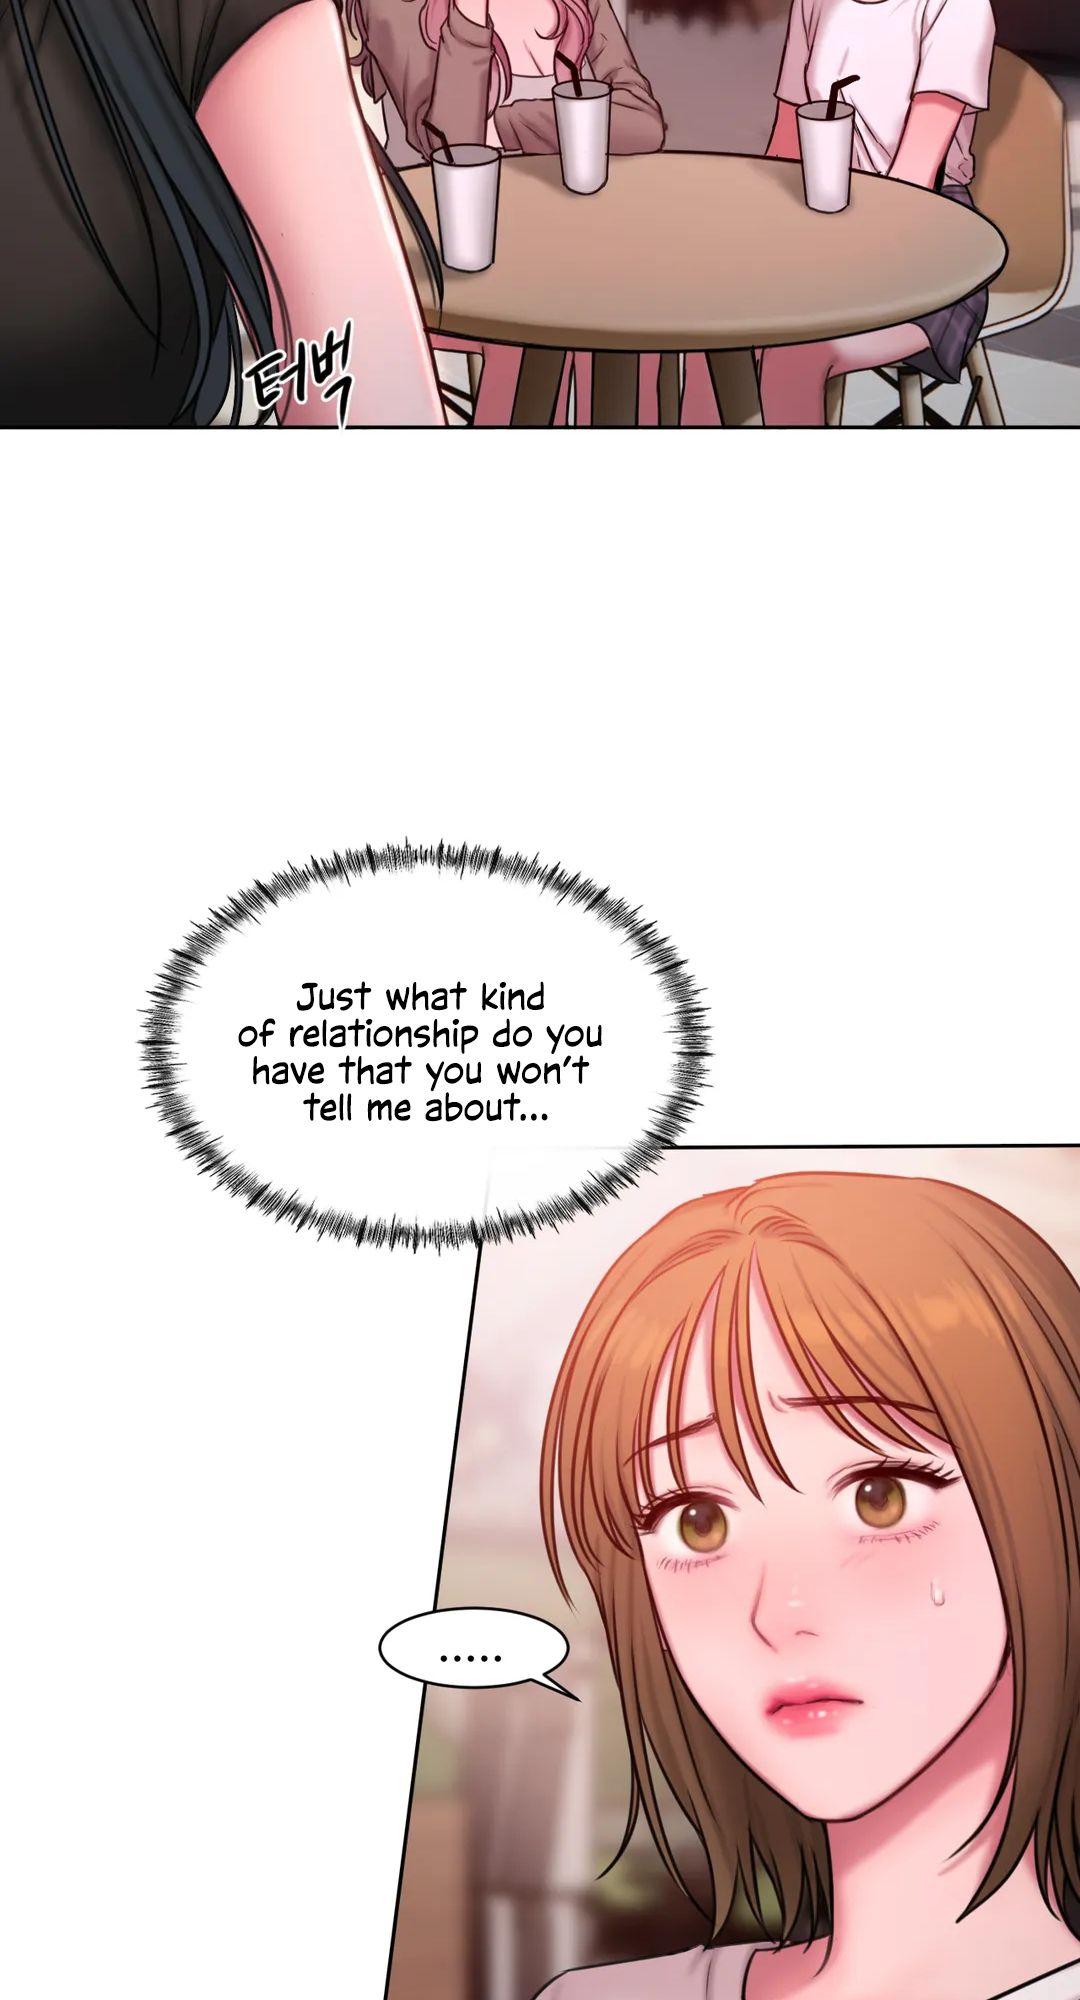 터벅
Just what kind
of relationship do you
have that you won't
tell me about...
.....